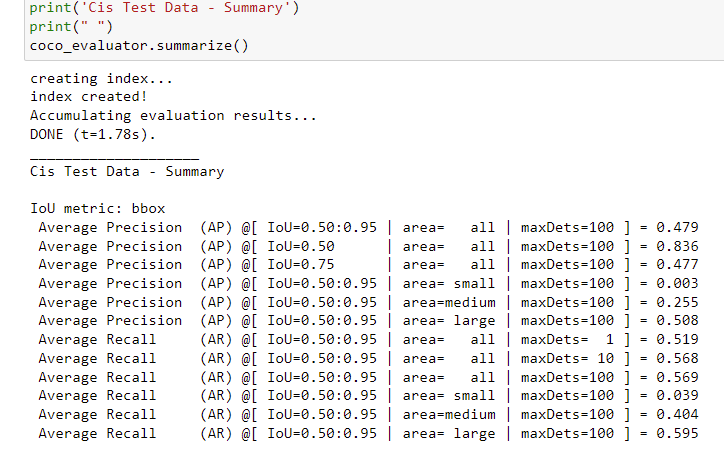 print('Cis Test Data - Summary')
print(" ")
coco_evaluator.summarize()
creating index...
index created!
Accumulating evaluation results...
DONE (t=1.78s).
____________________
Cis Test Data - Summary
IoU metric: bbox
 Average Precision  (AP) @[ IoU=0.50:0.95 | area=   all | maxDets=100 ] = 0.479
 Average Precision  (AP) @[ IoU=0.50      | area=   all | maxDets=100 ] = 0.836
 Average Precision  (AP) @[ IoU=0.75      | area=   all | maxDets=100 ] = 0.477
 Average Precision  (AP) @[ IoU=0.50:0.95 | area= small | maxDets=100 ] = 0.003
 Average Precision  (AP) @[ IoU=0.50:0.95 | area=medium | maxDets=100 ] = 0.255
 Average Precision  (AP) @[ IoU=0.50:0.95 | area= large | maxDets=100 ] = 0.508
 Average Recall     (AR) @[ IoU=0.50:0.95 | area=   all | maxDets=  1 ] = 0.519
 Average Recall     (AR) @[ IoU=0.50:0.95 | area=   all | maxDets= 10 ] = 0.568
 Average Recall     (AR) @[ IoU=0.50:0.95 | area=   all | maxDets=100 ] = 0.569
 Average Recall     (AR) @[ IoU=0.50:0.95 | area= small | maxDets=100 ] = 0.039
 Average Recall     (AR) @[ IoU=0.50:0.95 | area=medium | maxDets=100 ] = 0.404
 Average Recall     (AR) @[ IoU=0.50:0.95 | area= large | maxDets=100 ] = 0.595